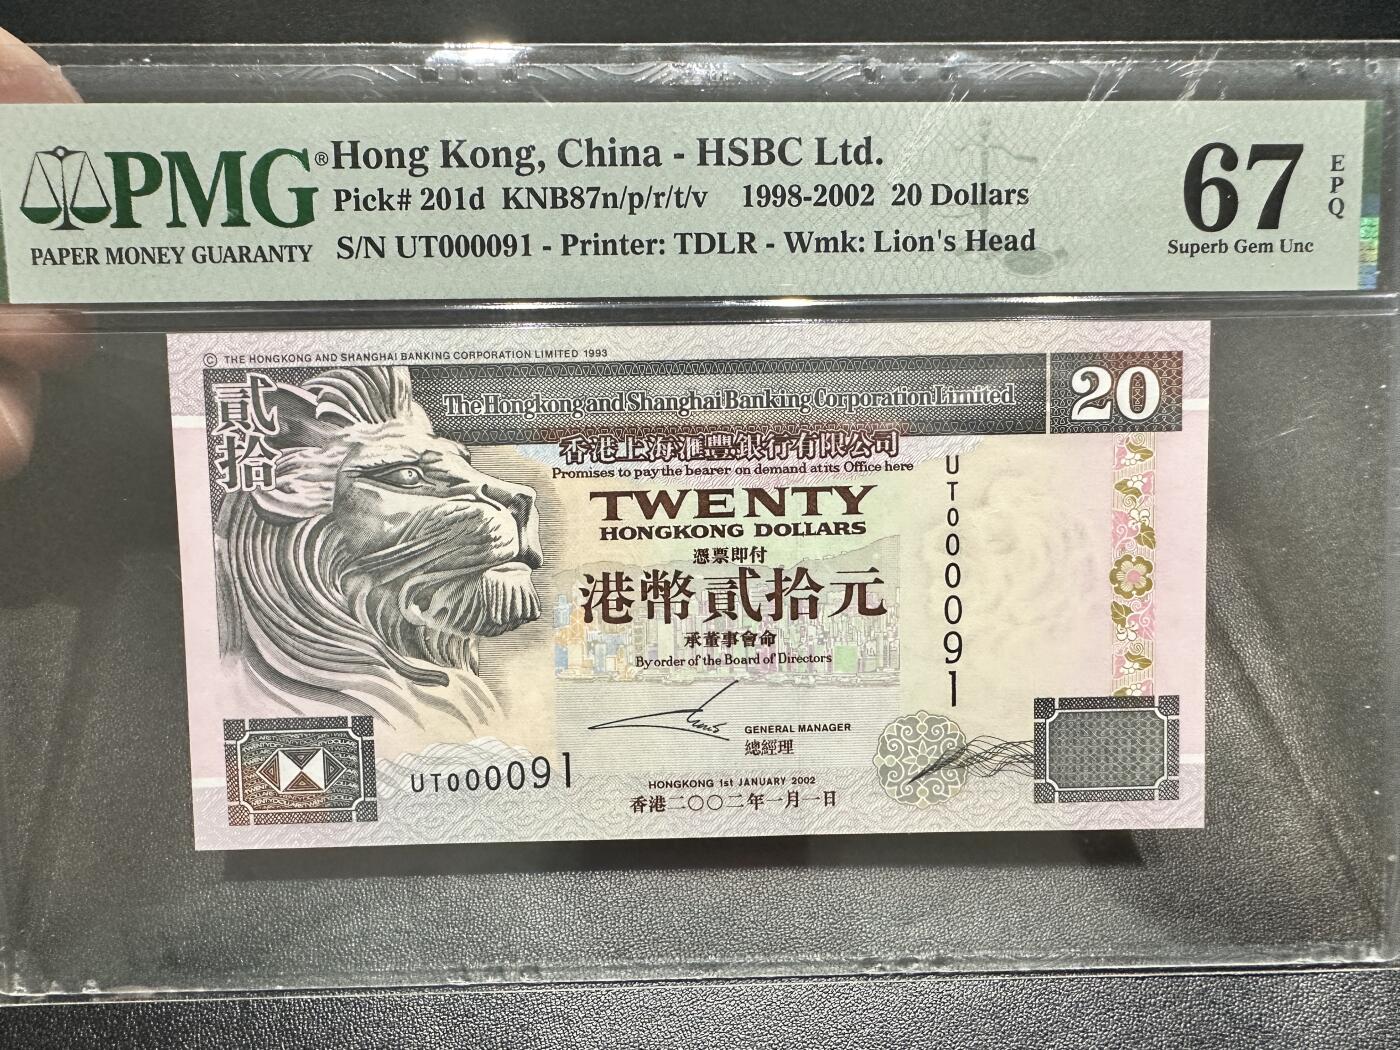 PMG®
PAPER MONEY GUARANTY
Hong Kong, China - HSBC Ltd.
Pick# 201d KNB87n/p/r/t/v 1998-2002 20 Dollars
S/N UT000091 - Printer: TDLR - Wmk: Lion's Head
67
EPQ
Superb Gem Unc
© THE HONGKONG AND SHANGHAI BANKING CORPORATION LIMITED 1993
貳拾
The Hongkong and Shanghai Banking Corporation Limited
20
香港上海滙豐銀行有限公司
Promises to pay the bearer on demand at its Office here
TWENTY
HONGKONG DOLLARS
憑票即付
港幣貳拾元
承董事會命
By order of the Board of Directors
UT000091
GENERAL MANAGER
總經理
UT000091
HONGKONG 1st JANUARY 2002
香港二〇〇二年一月一日